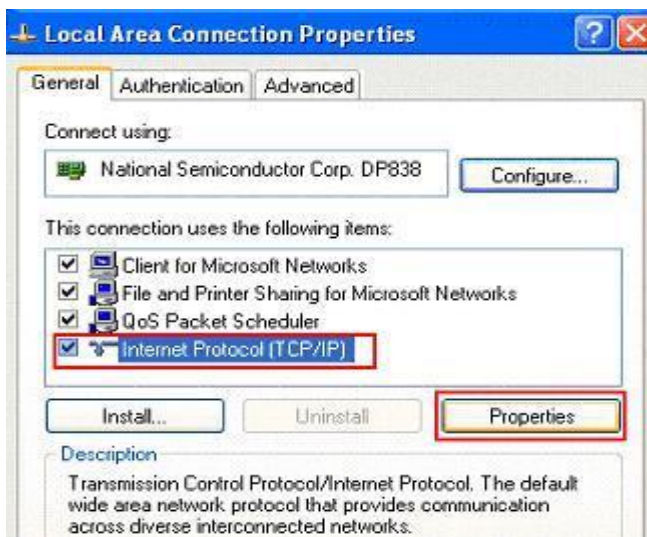 Local Area Connection Properties
General Authentication Advanced
Connect using:
National Semiconductor Corp. DP838
Configure...
This connection uses the following items:
Client for Microsoft Networks
File and Printer Sharing for Microsoft Networks
QoS Packet Scheduler
Internet Protocol (TCP/IP)
Install... Uninstall Properties
Description
Transmission Control Protocol/Internet Protocol. The default
wide area network protocol that provides communication
across diverse interconnected networks.